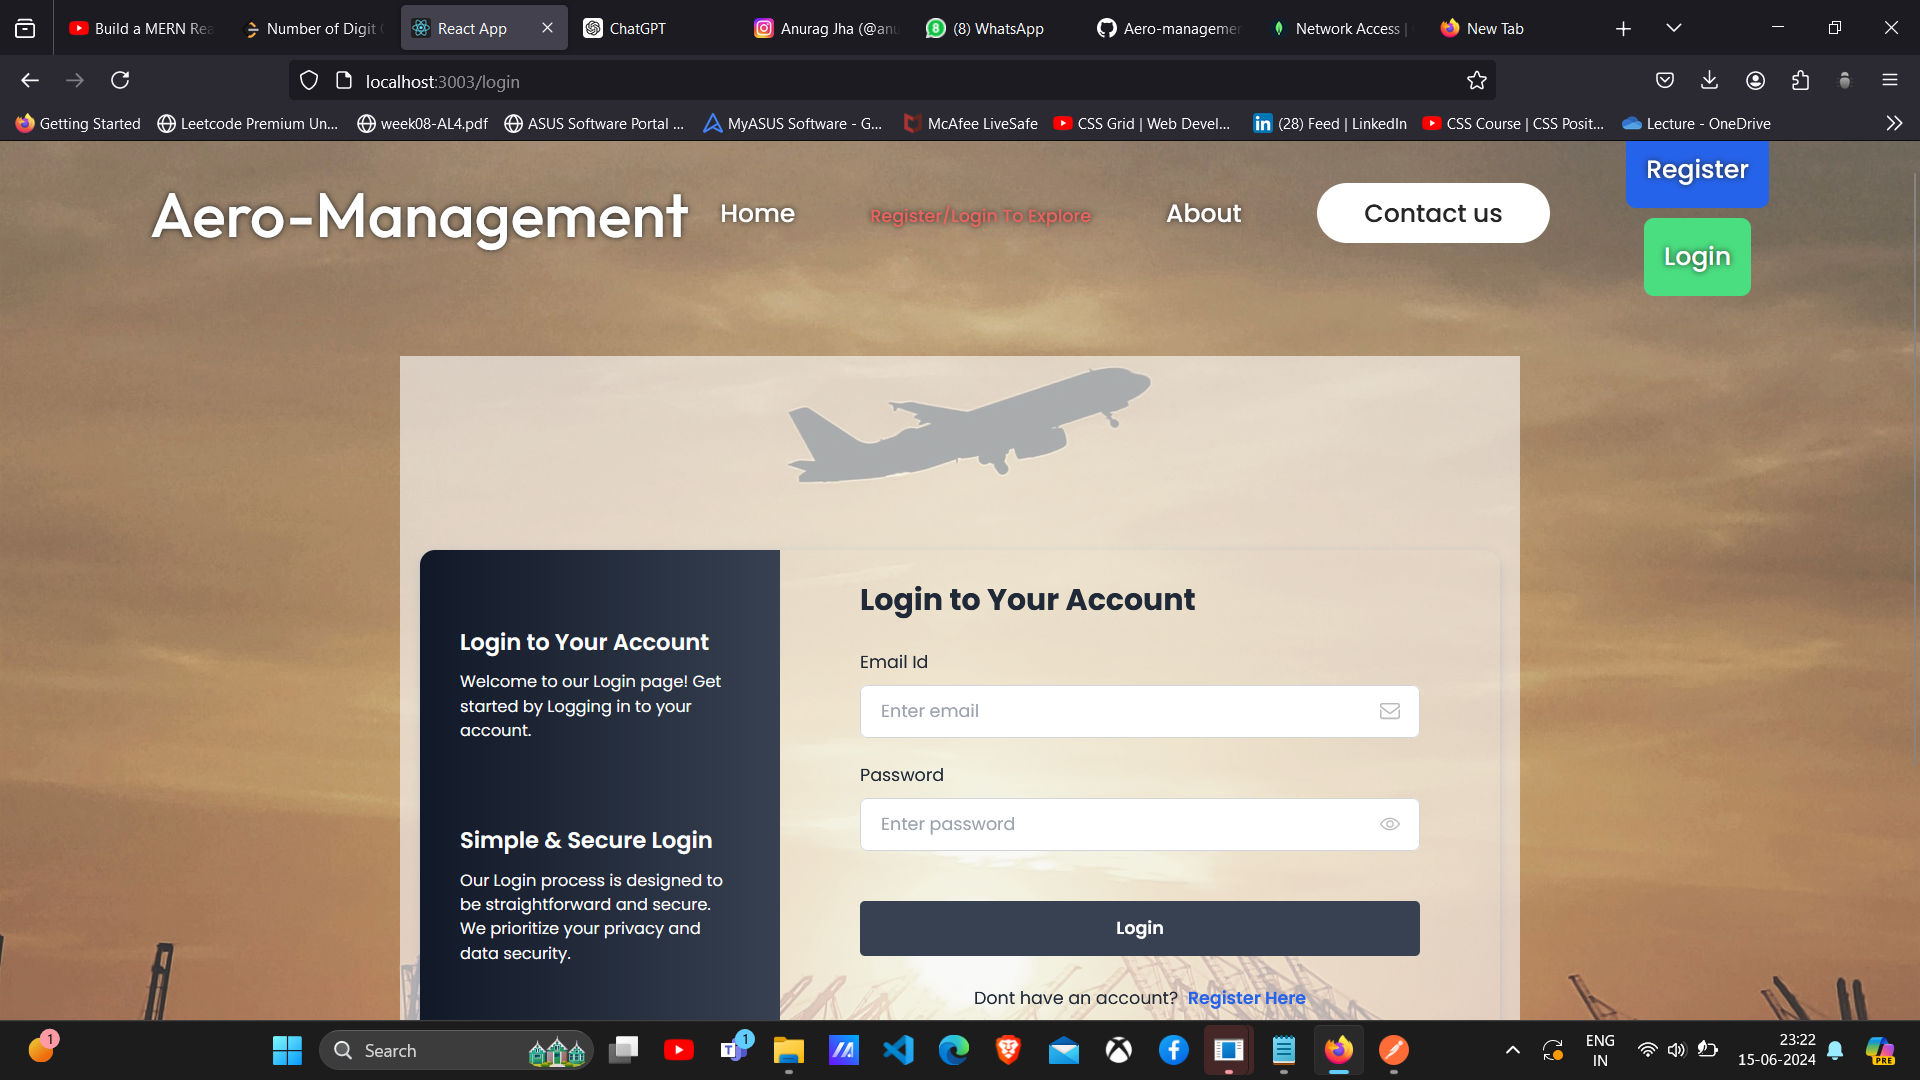 Build a MERN Rea
Number of Digit
React App
ChatGPT
Anurag Jha (@anu
(8) WhatsApp
Aero-managemen
Network Access |
New Tab
localhost:3003/login
Getting Started
Leetcode Premium Un...
week08-AL4.pdf
ASUS Software Portal ...
MyASUS Software - G...
McAfee LiveSafe
CSS Grid | Web Devel...
(28) Feed | LinkedIn
CSS Course | CSS Posit...
Lecture - OneDrive
Aero-Management
Home
Register/Login To Explore
About
Contact us
Register
Login
Login to Your Account
Welcome to our Login page! Get
started by Logging in to your
account.
Simple & Secure Login
Our Login process is designed to
be straightforward and secure.
We prioritize your privacy and
data security.
Login to Your Account
Email Id
Enter email
Password
Enter password
Login
Dont have an account? Register Here
1
Search
1
ENG
IN
23:22
15-06-2024
PRE